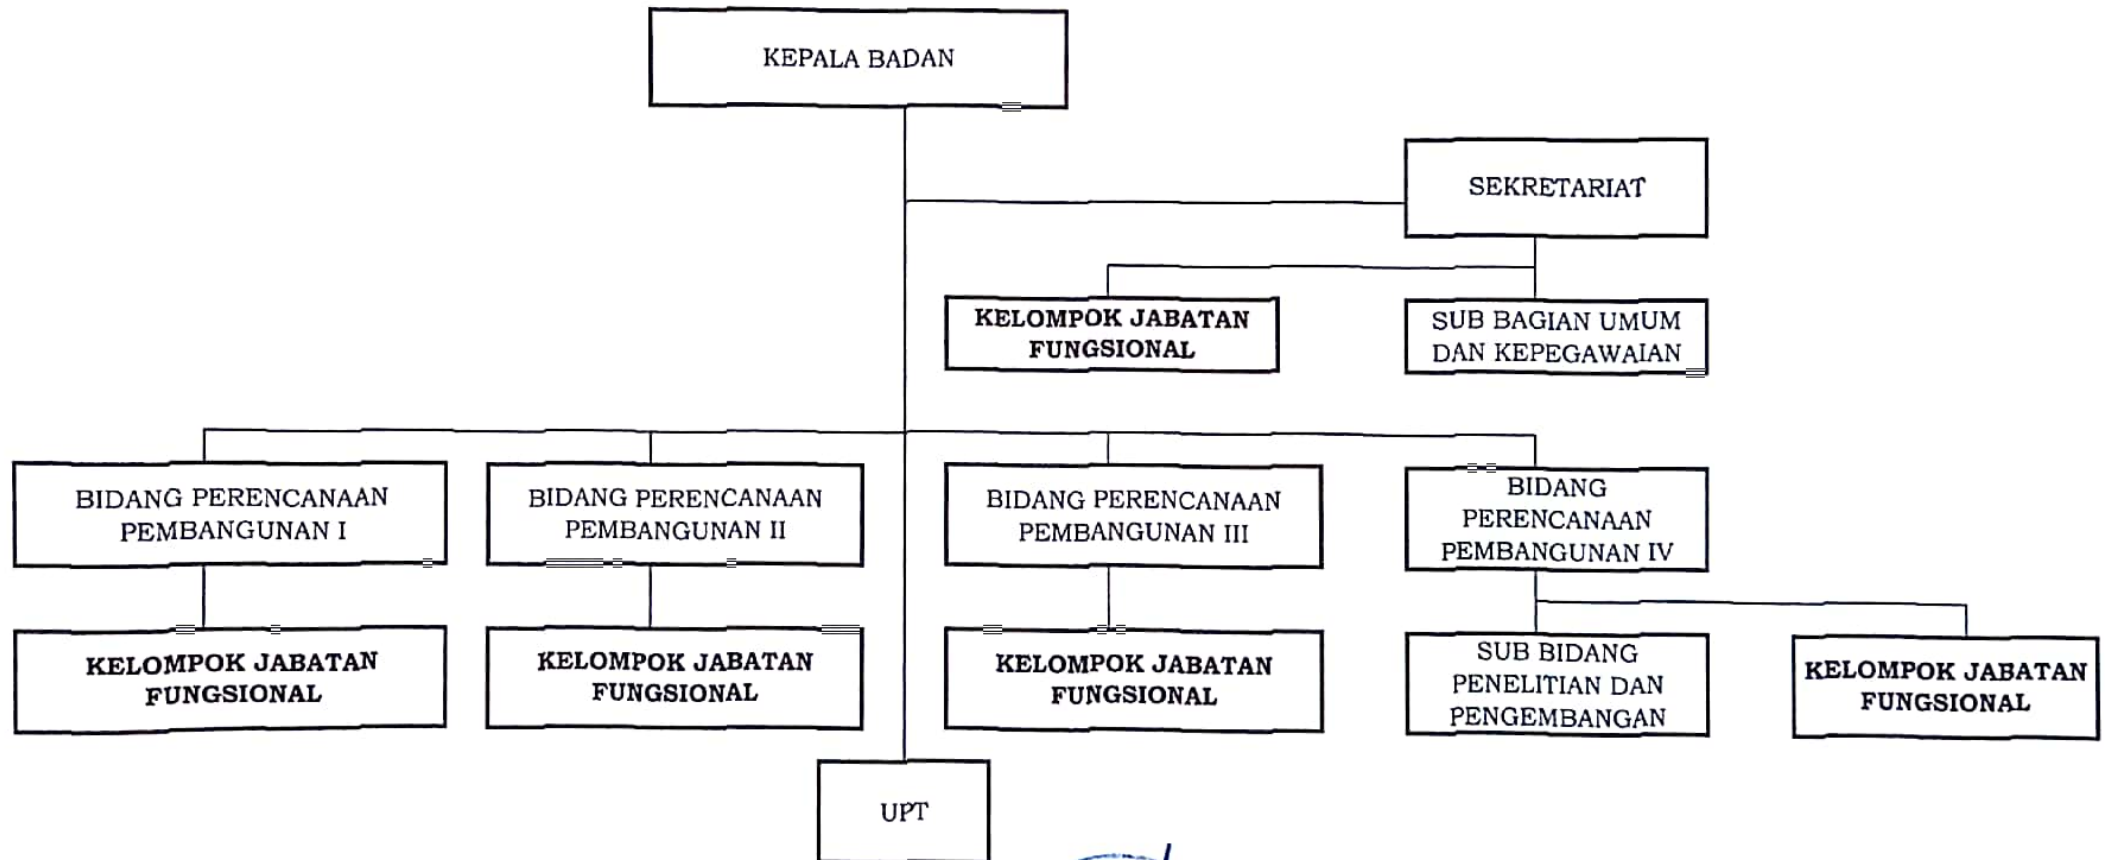 KEPALA BADAN
SEKRETARIAT
KELOMPOK JABATAN
FUNGSIONAL
SUB BAGIAN UMUM
DAN KEPEGAWAIAN
BIDANG PERENCANAAN
PEMBANGUNAN I
BIDANG PERENCANAAN
PEMBANGUNAN II
BIDANG PERENCANAAN
PEMBANGUNAN III
BIDANG
PERENCANAAN
PEMBANGUNAN IV
KELOMPOK JABATAN
FUNGSIONAL
KELOMPOK JABATAN
FUNGSIONAL
KELOMPOK JABATAN
FUNGSIONAL
SUB BIDANG
PENELITIAN DAN
PENGEMBANGAN
KELOMPOK JABATAN
FUNGSIONAL
UPT